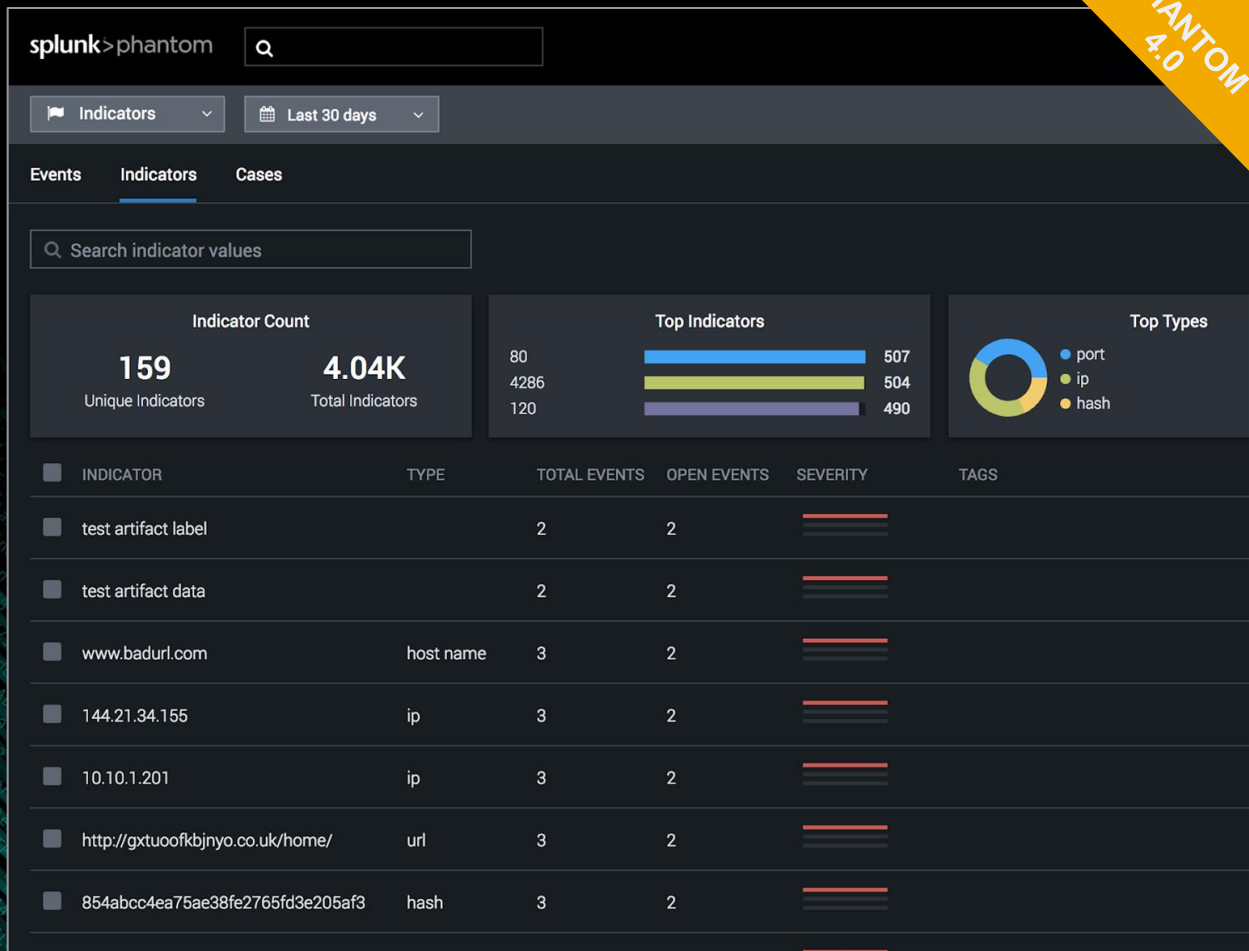 splunk>phantom
HANTOM
4.0
Indicators
Last 30 days
Events Indicators Cases
Search indicator values
Indicator Count
159 4.04K
Unique Indicators Total Indicators
Top Indicators
80 507
4286 504
120 490
Top Types
port
ip
hash
INDICATOR TYPE TOTAL EVENTS OPEN EVENTS SEVERITY TAGS
test artifact label 2 2
test artifact data 2 2
www.badurl.com host name 3 2
144.21.34.155 ip 3 2
10.10.1.201 ip 3 2
http://gxtuoofkbjnyo.co.uk/home/ url 3 2
854abcc4ea75ae38fe2765fd3e205af3 hash 3 2